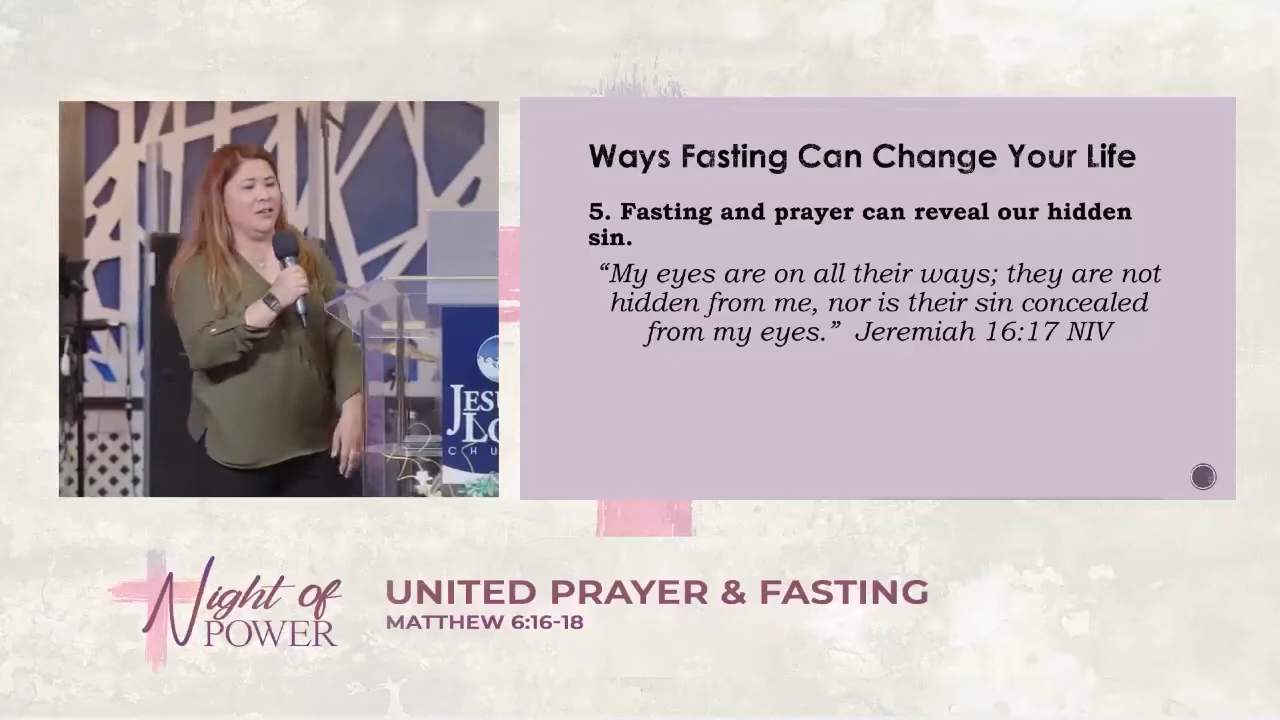 Ways Fasting Can Change Your Life
5. Fasting and prayer can reveal our hidden
sin.
“My eyes are on all their ways; they are not
hidden from me, nor is their sin concealed
from my eyes.” Jeremiah 16:17 NIV
Night of
POWER
UNITED PRAYER & FASTING
MATTHEW 6:16-18